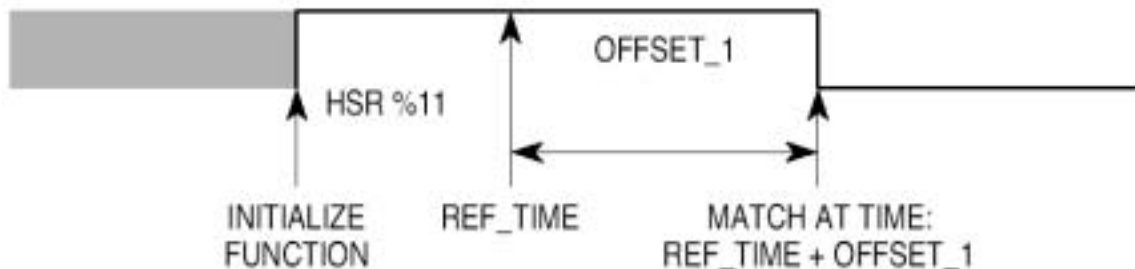 OFFSET_1
HSR %11
INITIALIZE
FUNCTION
REF_TIME
MATCH AT TIME:
REF_TIME + OFFSET_1